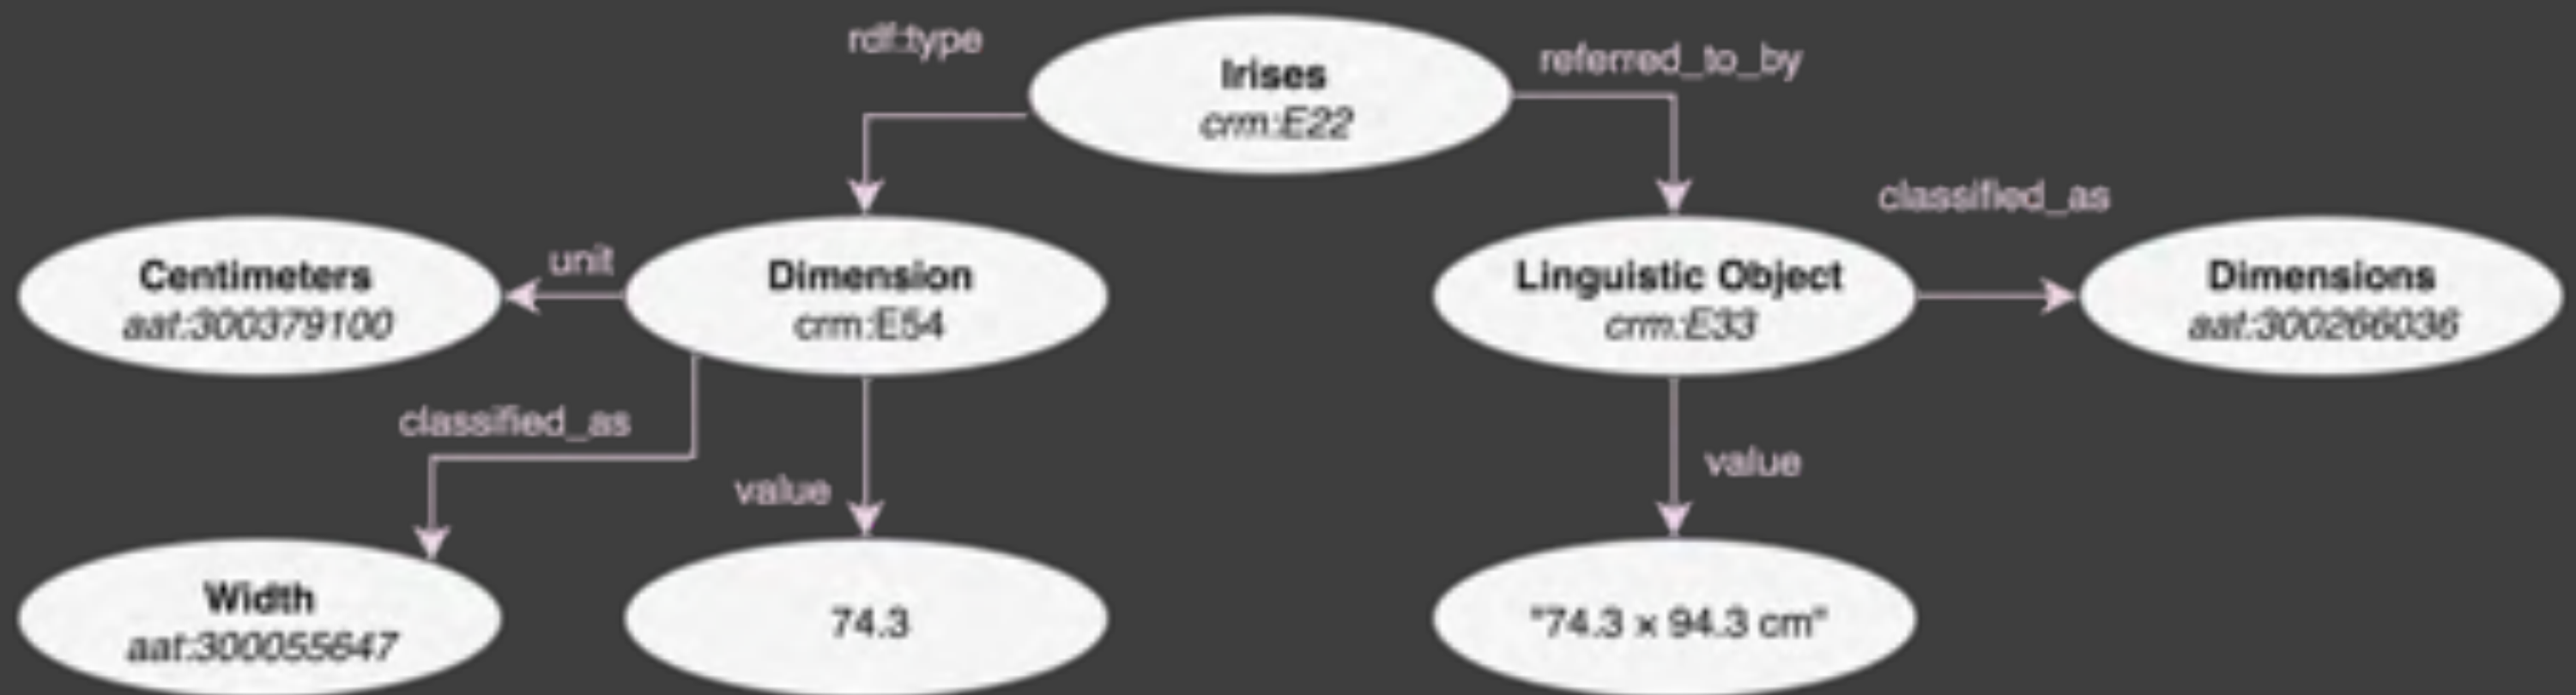 rdf:type
Irises
crm:E22
referred_to_by
classified_as
Centimeters
aat:300379100
unit
Dimension
crm:E54
Linguistic Object
crm:E33
Dimensions
aat:300266036
classified_as
value
value
Width
aat:300055647
74.3
"74.3 x 94.3 cm"